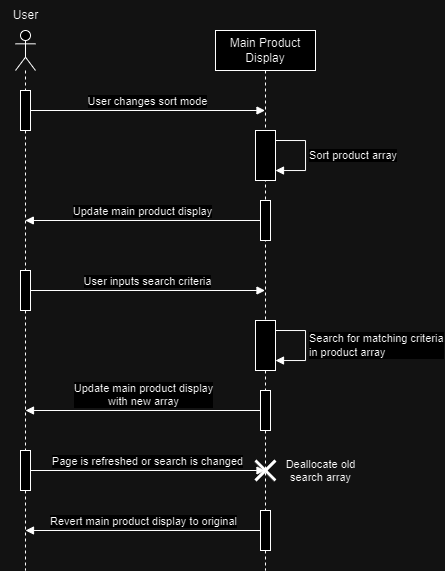 User
Main Product
Display
User changes sort mode
Sort product array
Update main product display
User inputs search criteria
Search for matching criteria
in product array
Update main product display
with new array
Page is refreshed or search is changed
Deallocate old
search array
Revert main product display to original